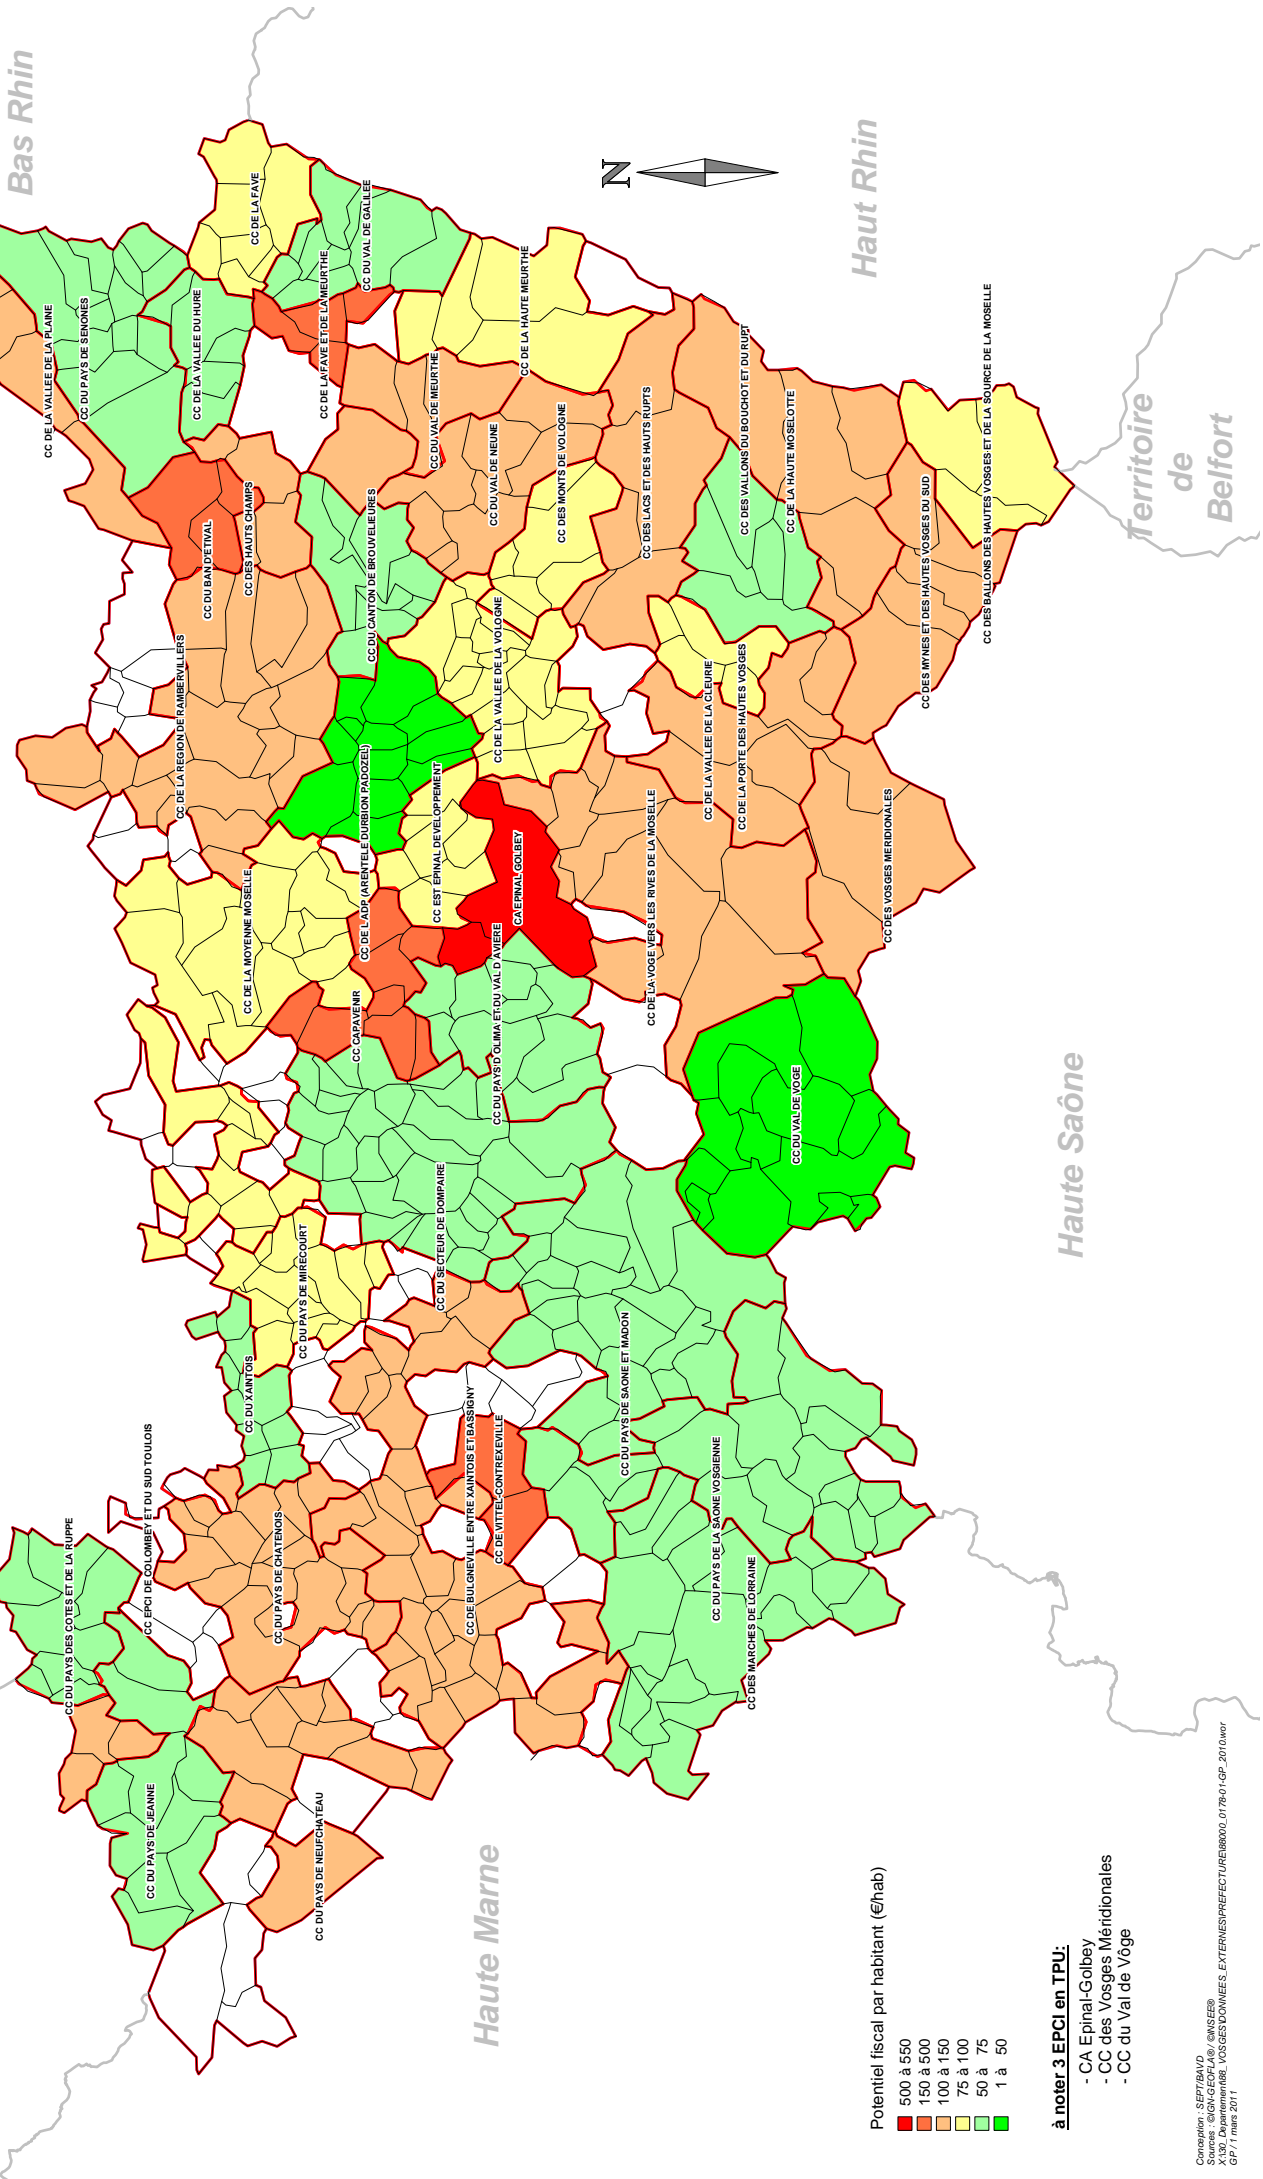 Bas Rhin
Haut Rhin
Territoire
de
Belfort
Haute Saône
Haute Marne
N
CC DE LA VALLEE DE LA PLAINE
CC DU PAYS DE SENONES
CC DE LA VALLEE DU HURE
CC DE LA FAVE
CC DE LA FAVE ET DE LA MEURTHE
CC DU VAL DE GALILEE
CC DU BAN D'ETIVAL
CC DES HAUTS CHAMPS
CC DU VAL DE MEURTHE
CC DE LA HAUTE MEURTHE
CC DU CANTON DE BROUVELIEURES
CC DU VAL DE NEUNE
CC DES MONTS DE VOLOGNE
CC DES LACS ET DES HAUTS RUPTS
CC DES VALLONS DU BOUCHOT ET DU RUPT
CC DE LA HAUTE MOSELOTTE
CC DES BALLONS DES HAUTES VOSGES ET DE LA SOURCE DE LA MOSELLE
CC DES MYNES ET DES HAUTES VOSGES DU SUD
CC DE LA REGION DE RAMBERVILLERS
CC DE LA VALLEE DE LA VOLOGNE
CC DE LA VALLEE DE LA CLEURIE
CC DE LA PORTE DES HAUTES VOSGES
CC DE L ADP (ARENTELE DURBION PADOZEL)
CC EST EPINAL DEVELOPPEMENT
CA EPINAL GOLBEY
CC DE LA VOGE VERS LES RIVES DE LA MOSELLE
CC DES VOSGES MERIDIONALES
CC DE LA MOYENNE MOSELLE
CC CAPAVENIR
CC DU PAYS D'OLIMA ET DU VAL D'AVIERE
CC DU VAL DE VOGE
CC DU SECTEUR DE DOMPAIRE
CC DU PAYS DE MIRECOURT
CC DU XAINTOIS
CC DU PAYS DE SAONE ET MADON
CC DE BULGNEVILLE ENTRE XAINTOIS ET BASSIGNY
CC DE VITTEL-CONTREXEVILLE
CC DU PAYS DE LA SAONE VOSGIENNE
CC DES MARCHES DE LORRAINE
CC EPCI DE COLOMBEY ET DU SUD TOULOIS
CC DU PAYS DES COTES ET DE LA RUPPE
CC DU PAYS DE CHATENOIS
CC DU PAYS DE JEANNE
CC DU PAYS DE NEUFCHATEAU
Potentiel fiscal par habitant (€/hab)
500 à 550
150 à 500
100 à 150
75 à 100
50 à 75
1 à 50
à noter 3 EPCI en TPU:
- CA Epinal-Golbey
- CC des Vosges Méridionales
- CC du Val de Vôge
Conception : SEPT/BAVD
Sources : ©IGN-GEOFLA®/ ©INSEE®
X:\30_Departement\88_VOSGES\DONNEES_EXTERNES\PREFECTURE\88000_0178-01-GP_2010.wor
GP / 1 mars 2011